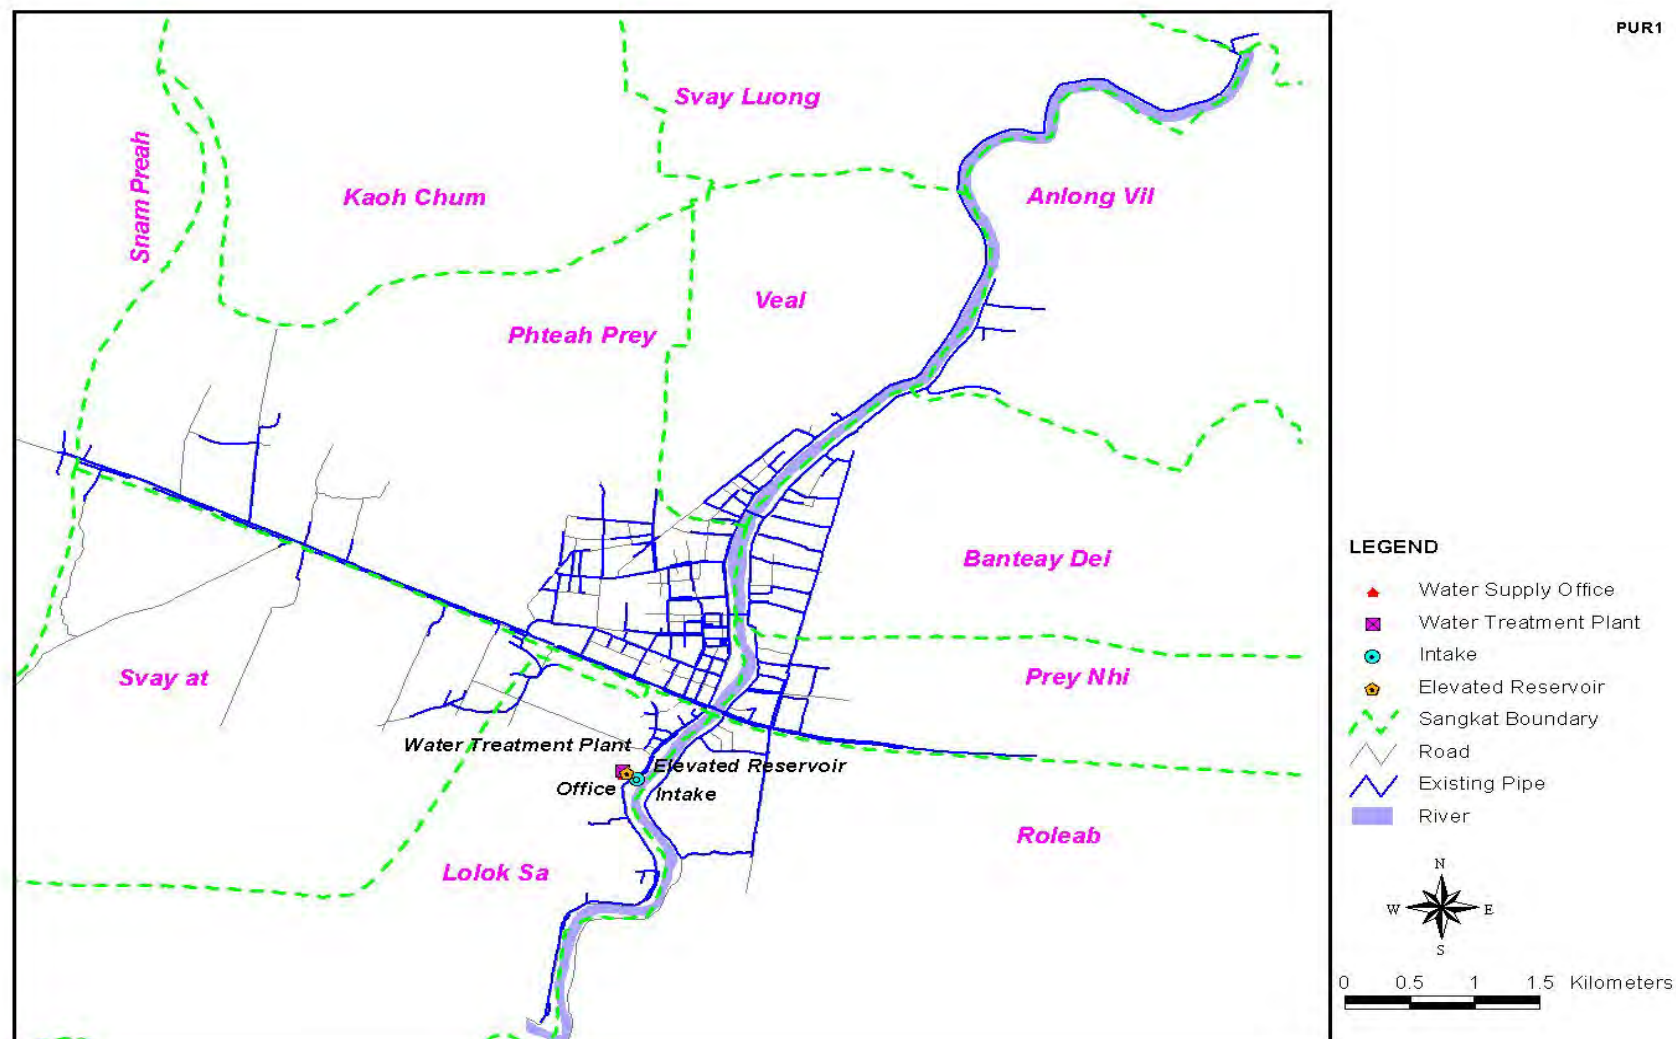 PUR1
Svay Luong
Snam Preah
Kaoh Chum
Anlong Vil
Veal
Phteah Prey
Banteay Dei
Svay at
Prey Nhi
Water Treatment Plant
Elevated Reservoir
Office
Intake
Roleab
Lolok Sa
LEGEND
Water Supply Office
Water Treatment Plant
Intake
Elevated Reservoir
Sangkat Boundary
Road
Existing Pipe
River
N
W E
S
0 0.5 1 1.5 Kilometers